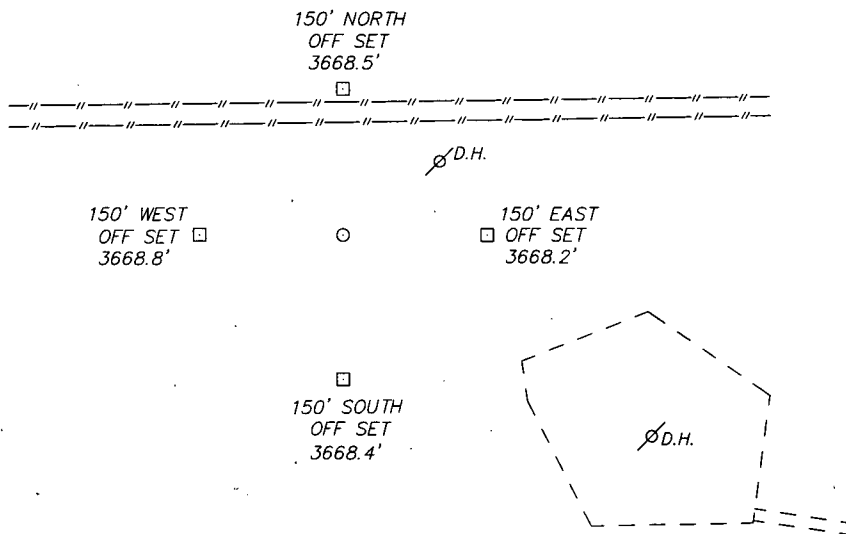 150' NORTH
OFF SET
3668.5'
D.H.
150' WEST
OFF SET
3668.8'
150' EAST
OFF SET
3668.2'
150' SOUTH
OFF SET
3668.4'
D.H.